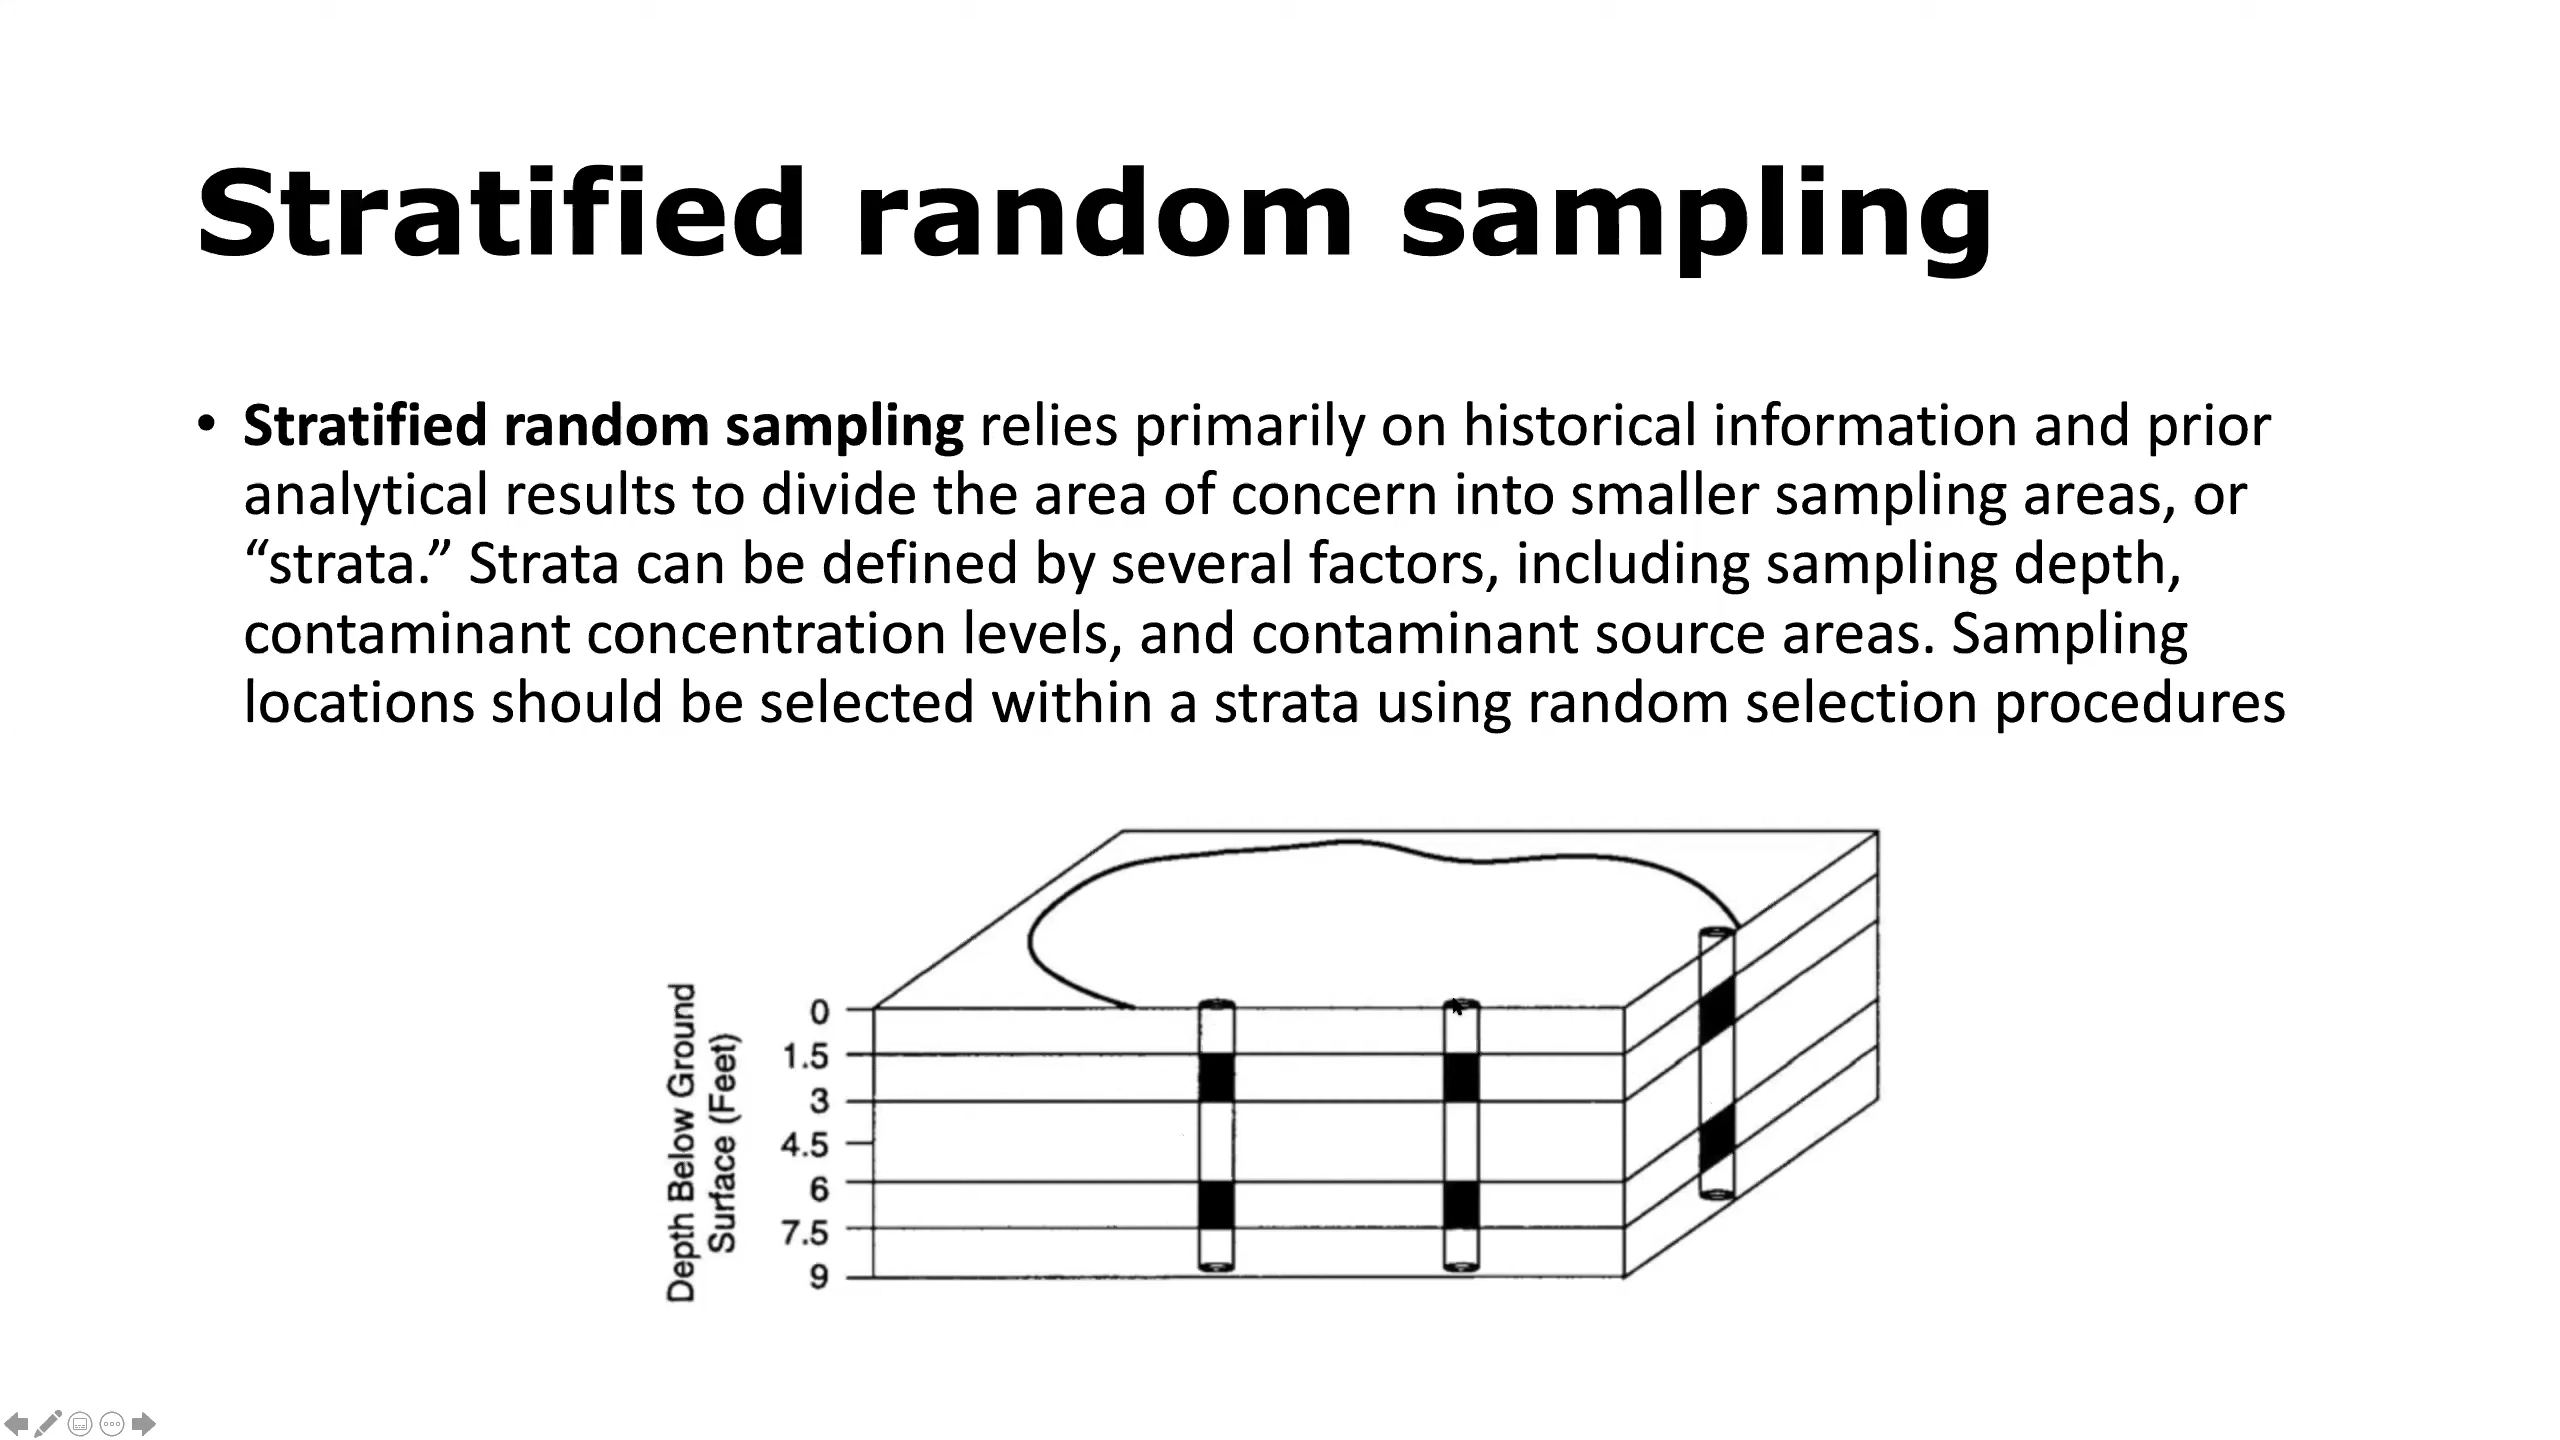 Stratified random sampling
• Stratified random sampling relies primarily on historical information and prior
analytical results to divide the area of concern into smaller sampling areas, or
“strata.” Strata can be defined by several factors, including sampling depth,
contaminant concentration levels, and contaminant source areas. Sampling
locations should be selected within a strata using random selection procedures
Depth Below Ground
Surface (Feet)
0
1.5
3
4.5
6
7.5
9